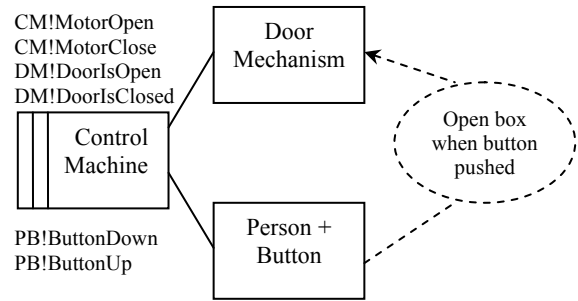 CM!MotorOpen
CM!MotorClose
DM!DoorIsOpen
DM!DoorIsClosed
Control
Machine
PB!ButtonDown
PB!ButtonUp
Door
Mechanism
Person +
Button
Open box
when button
pushed